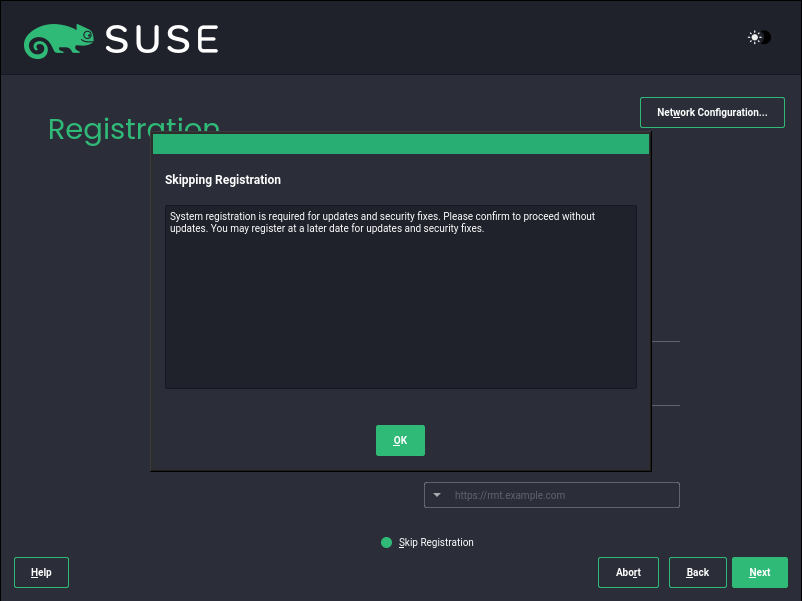 SUSE
Network Configuration...
Registration
Skipping Registration
System registration is required for updates and security fixes. Please confirm to proceed without
updates. You may register at a later date for updates and security fixes.
OK
https://rmt.example.com
Skip Registration
Help
Abort
Back
Next